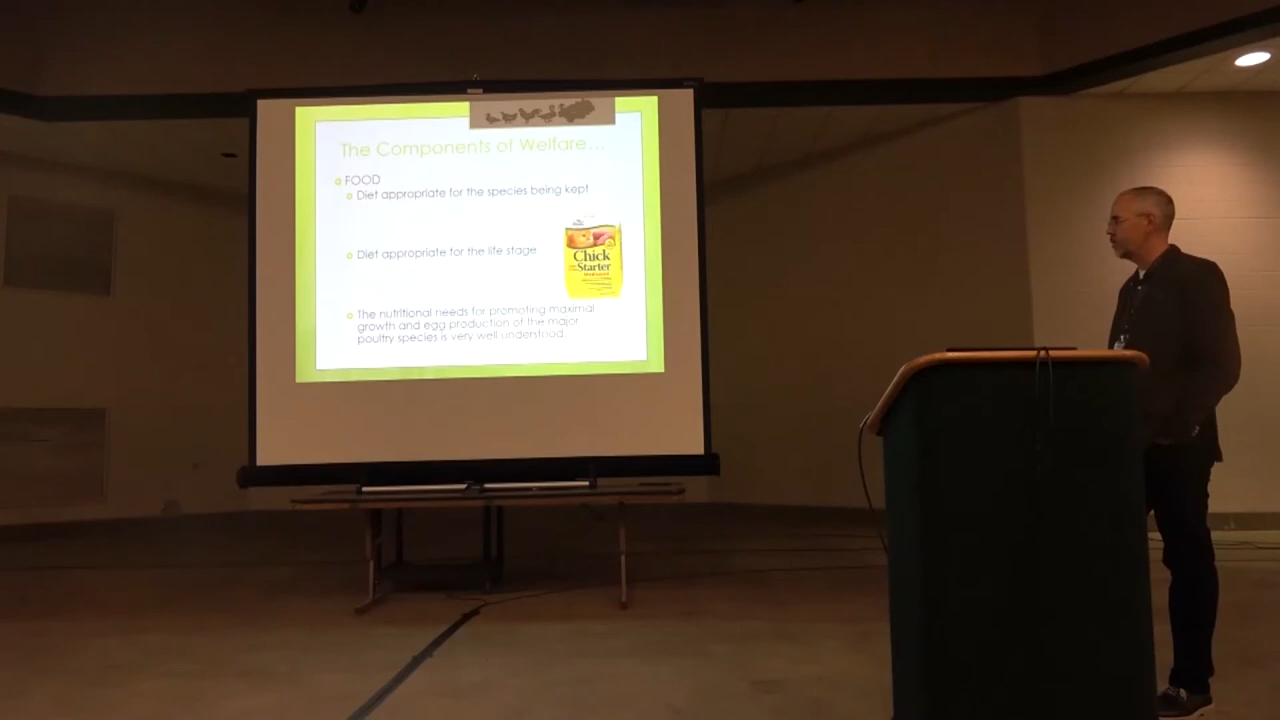 The Components of Welfare...
FOOD
Diet appropriate for the species being kept
Diet appropriate for the life stage
Chick
Starter
The nutritional needs for promoting maximal
growth and egg production of the major
poultry species is very well understood.